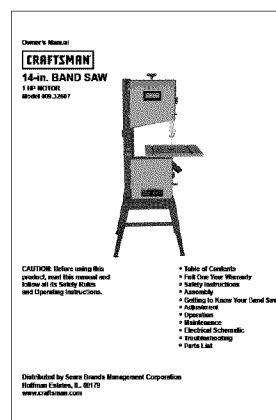 Owner's Manual
CRAFTSMAN
14-in. BAND SAW
1 HP MOTOR
Model 009.32607
CAUTION: Before using this
product, read this manual and
follow all its Safety Rules
and Operating Instructions.
• Table of Contents
• Full One Year Warranty
• Safety Instructions
• Assembly
• Getting to Know Your Band Saw
• Adjustment
• Operation
• Maintenance
• Electrical Schematic
• Troubleshooting
• Parts List
Distributed by Sears Brands Management Corporation
Hoffman Estates, IL. 60179
www.craftsman.com